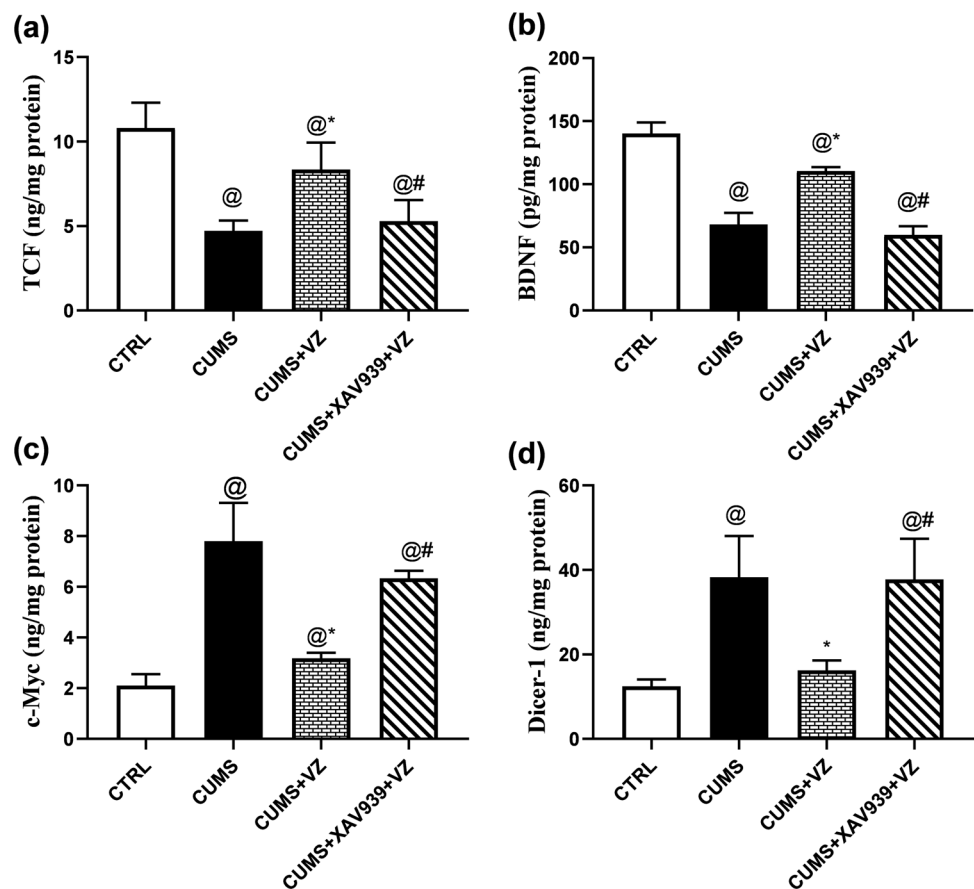 (a)
TCF (ng/mg protein)
15
10
5
0
@
@*
@#
CTRL
CUMS
CUMS+VZ
CUMS+XAV939+VZ
(b)
BDNF (pg/mg protein)
200
150
100
50
0
@
@*
@#
CTRL
CUMS
CUMS+VZ
CUMS+XAV939+VZ
(c)
c-Myc (ng/mg protein)
10
8
6
4
2
0
@
@*
@#
CTRL
CUMS
CUMS+VZ
CUMS+XAV939+VZ
(d)
Dicer-1 (ng/mg protein)
60
40
20
0
@
*
@#
CTRL
CUMS
CUMS+VZ
CUMS+XAV939+VZ